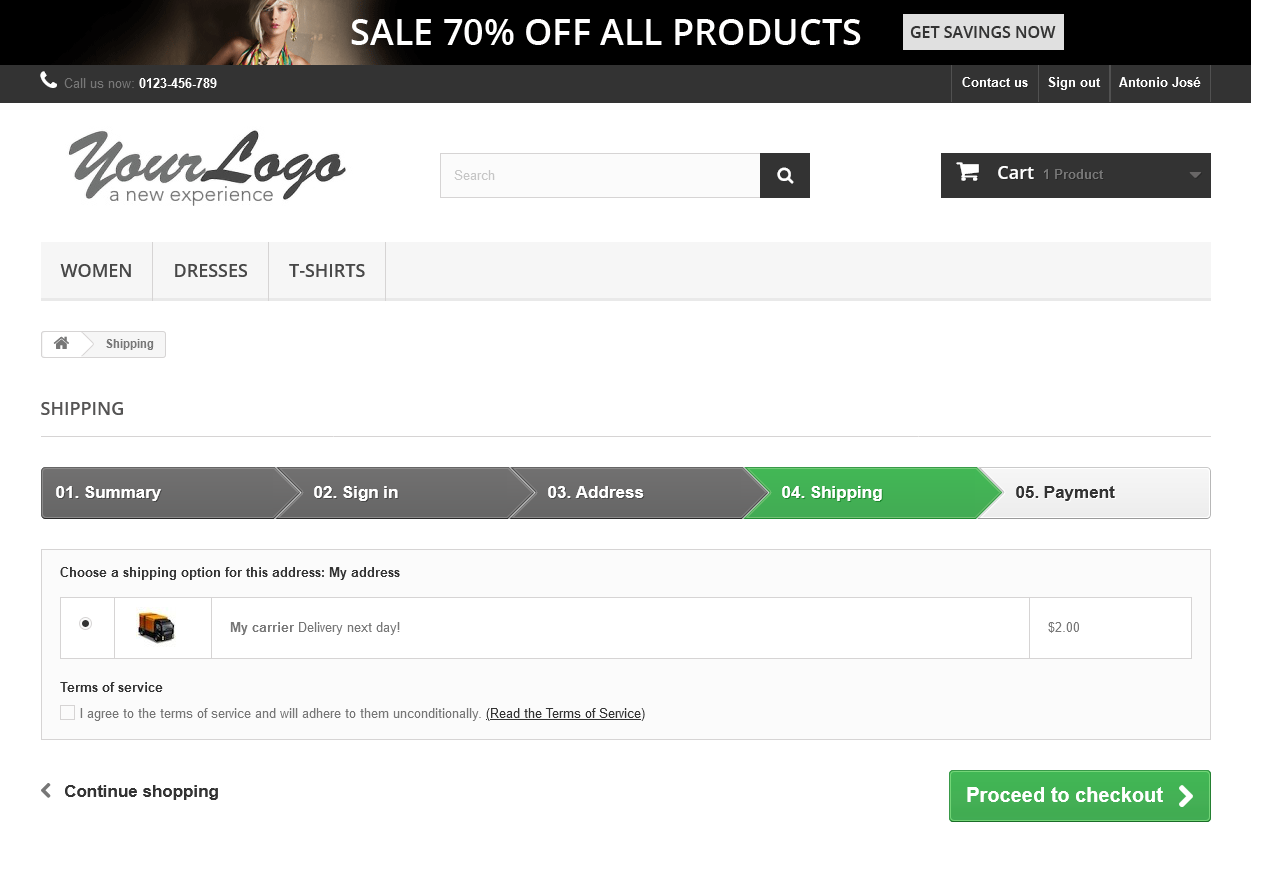 SALE 70% OFF ALL PRODUCTS GET SAVINGS NOW
Call us now: 0123-456-789 Contact us Sign out Antonio José
YourLogo
a new experience
Search
Cart 1 Product
WOMEN DRESSES T-SHIRTS
Shipping
SHIPPING
01. Summary 02. Sign in 03. Address 04. Shipping 05. Payment
Choose a shipping option for this address: My address
My carrier Delivery next day! $2.00
Terms of service
I agree to the terms of service and will adhere to them unconditionally. (Read the Terms of Service)
Continue shopping Proceed to checkout